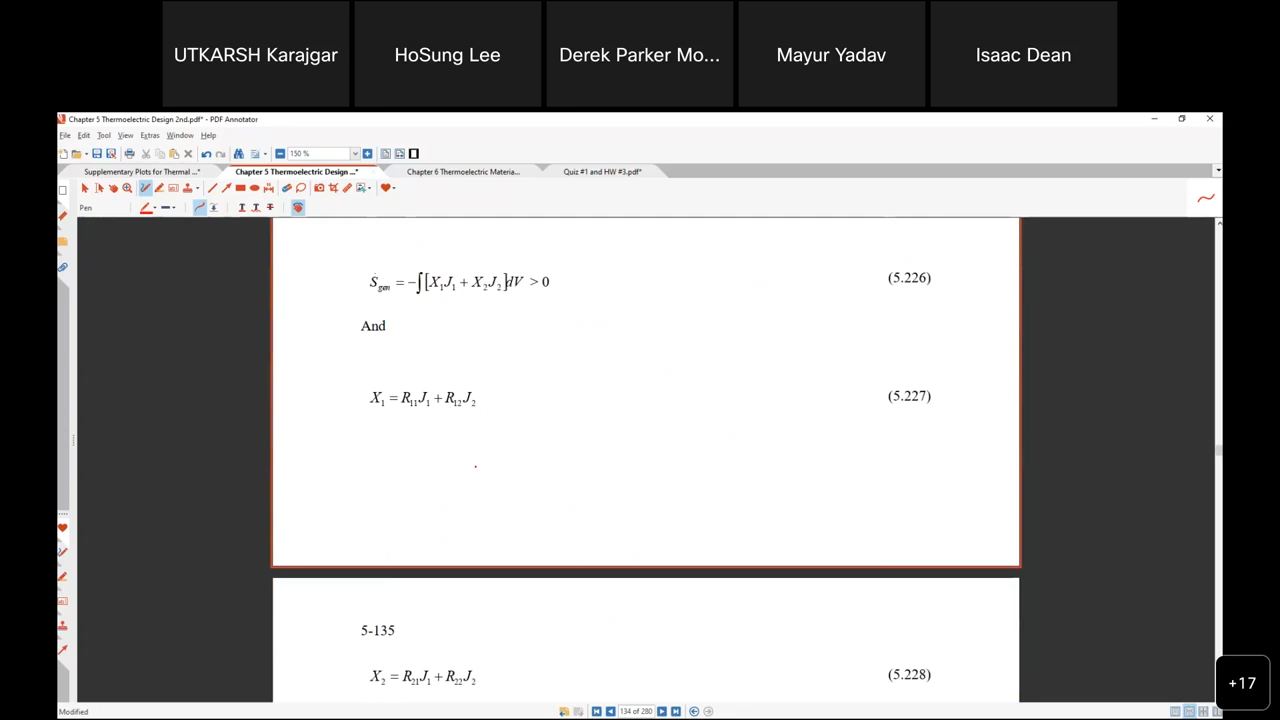 UTKARSH Karajgar
HoSung Lee
Derek Parker Mo...
Mayur Yadav
Isaac Dean
Chapter 5 Thermoelectric Design 2nd.pdf* - PDF Annotator
File Edit Tool View Extras Window Help
150 %
Supplementary Plots for Thermal ...*
Chapter 5 Thermoelectric Design ...*
Chapter 6 Thermoelectric Materia...
Quiz #1 and HW #3.pdf*
Pen
Ṡ_gen = −∫[X₁J₁ + X₂J₂]dV > 0 (5.226)
And
X₁ = R₁₁J₁ + R₁₂J₂ (5.227)
5-135
X₂ = R₂₁J₁ + R₂₂J₂ (5.228)
+17
Modified
134 of 280